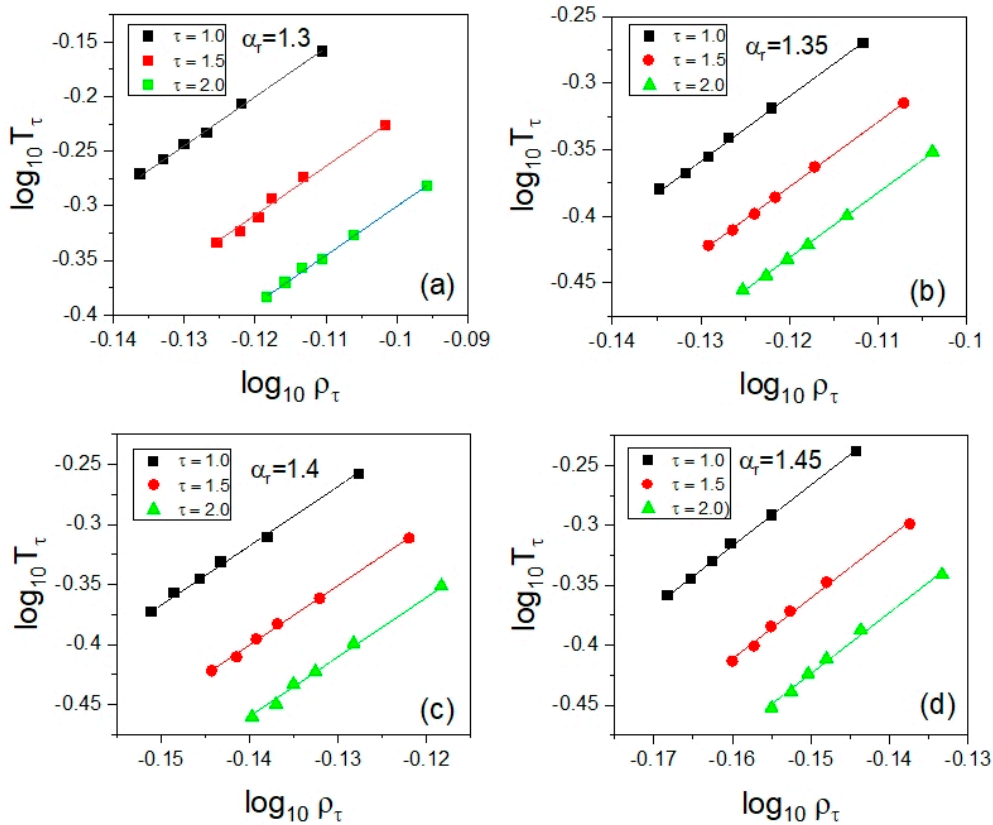 τ = 1.0
τ = 1.5
τ = 2.0
αr=1.3
-0.15
-0.2
-0.25
-0.3
-0.35
-0.4
log10 Tτ
(a)
-0.14 -0.13 -0.12 -0.11 -0.1 -0.09
log10 ρτ
τ = 1.0
τ = 1.5
τ = 2.0
αr=1.35
-0.25
-0.3
-0.35
-0.4
-0.45
log10 Tτ
(b)
-0.14 -0.13 -0.12 -0.11 -0.1
log10 ρτ
τ = 1.0
τ = 1.5
τ = 2.0
αr=1.4
-0.25
-0.3
-0.35
-0.4
-0.45
log10 Tτ
(c)
-0.15 -0.14 -0.13 -0.12
log10 ρτ
τ = 1.0
τ = 1.5
τ = 2.0)
αr=1.45
-0.25
-0.3
-0.35
-0.4
-0.45
log10 Tτ
(d)
-0.17 -0.16 -0.15 -0.14 -0.13
log10 ρτ